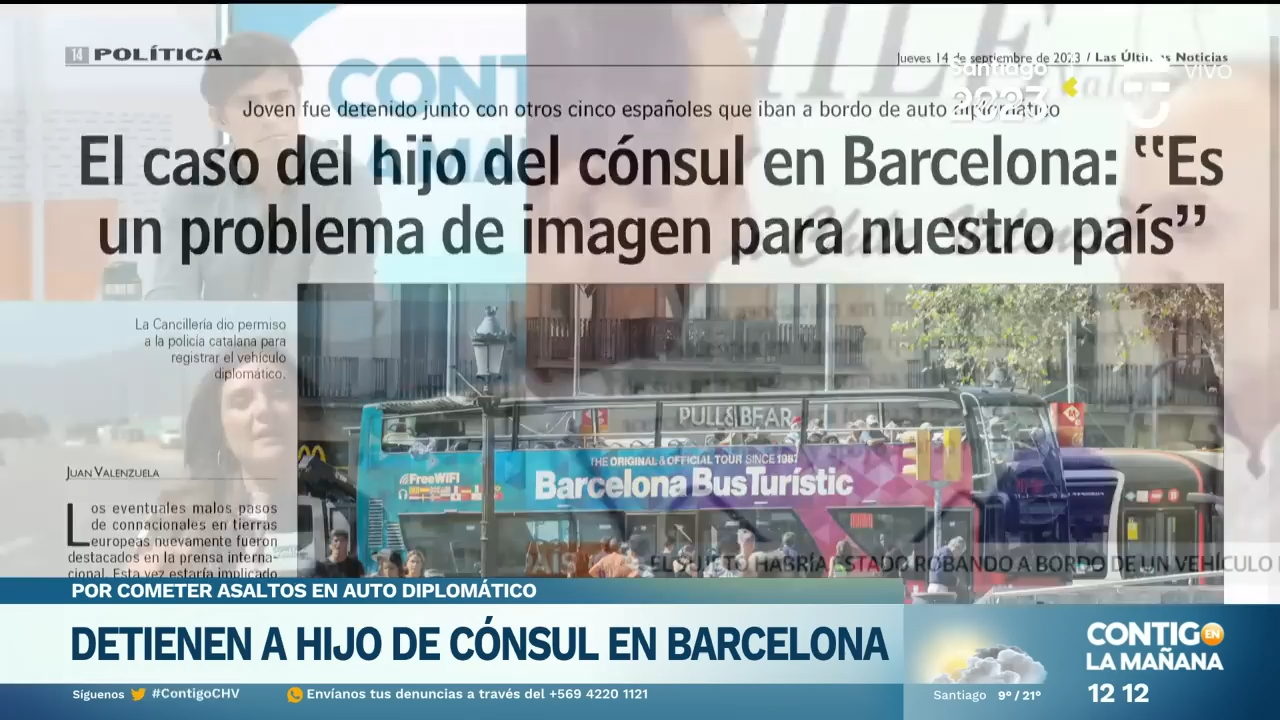 14 POLÍTICA
Jueves 14 de septiembre de 2023 / Las Últimas Noticias
Santiago
2023
VIVO
CONT
Joven fue detenido junto con otros cinco españoles que iban a bordo de auto diplomático
El caso del hijo del cónsul en Barcelona: “Es
un problema de imagen para nuestro país”
La Cancillería dio permiso
a la policía catalana para
registrar el vehículo
diplomático.
JUAN VALENZUELA
Los eventuales malos pasos
de connacionales en tierras
europeas nuevamente fueron
destacados en la prensa interna-
cional. Esta vez estaría implicado
PULL&BEAR
THE ORIGINAL & OFFICIAL TOUR SINCE 1987
FreeWIFI
Barcelona Bus Turístic
EL SUJETO HABRÍA ESTADO ROBANDO A BORDO DE UN VEHÍCULO
POR COMETER ASALTOS EN AUTO DIPLOMÁTICO
DETIENEN A HIJO DE CÓNSUL EN BARCELONA
CONTIGO EN
LA MAÑANA
Síguenos #ContigoCHV Envíanos tus denuncias a través del +569 4220 1121
Santiago 9°/21°
12 12